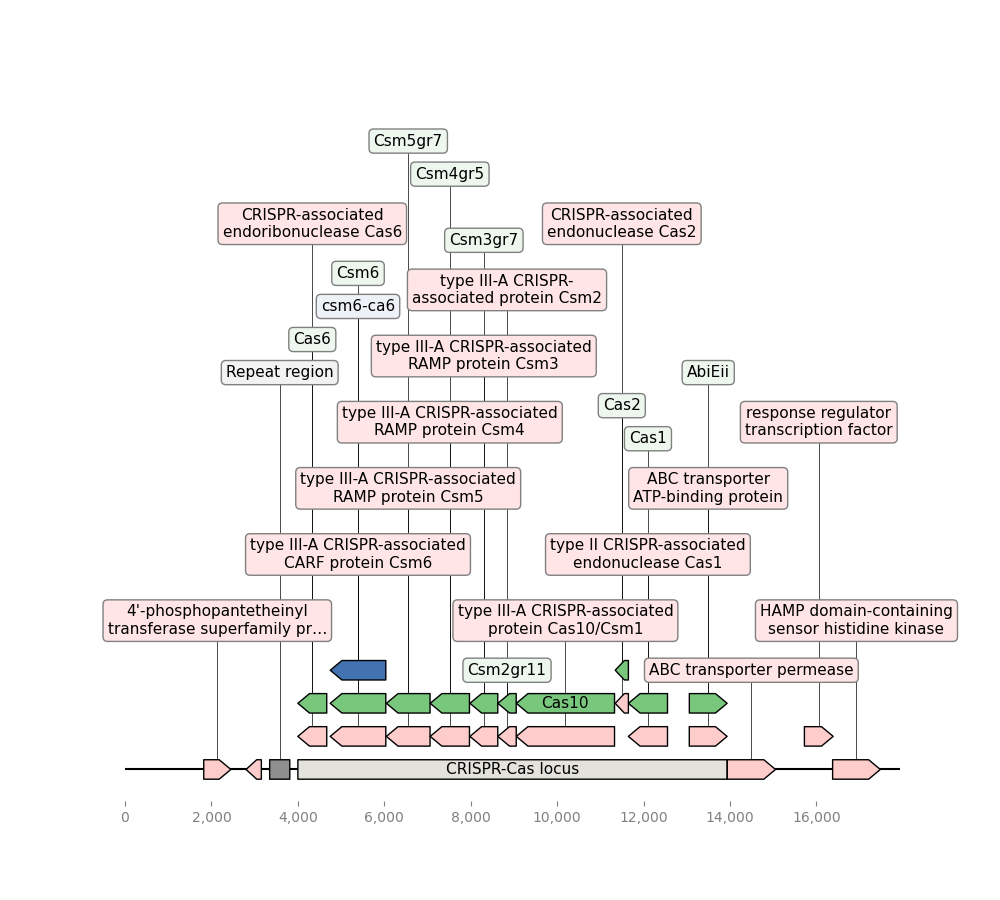 Csm5gr7
Csm4gr5
CRISPR-associated
endoribonuclease Cas6
CRISPR-associated
endonuclease Cas2
Csm3gr7
Csm6
type III-A CRISPR-
associated protein Csm2
csm6-ca6
Cas6
type III-A CRISPR-associated
RAMP protein Csm3
Repeat region
AbiEii
Cas2
type III-A CRISPR-associated
RAMP protein Csm4
response regulator
transcription factor
Cas1
type III-A CRISPR-associated
RAMP protein Csm5
ABC transporter
ATP-binding protein
type III-A CRISPR-associated
CARF protein Csm6
type II CRISPR-associated
endonuclease Cas1
4'-phosphopantetheinyl
transferase superfamily pr…
type III-A CRISPR-associated
protein Cas10/Csm1
HAMP domain-containing
sensor histidine kinase
Csm2gr11
ABC transporter permease
Cas10
CRISPR-Cas locus
0
2,000
4,000
6,000
8,000
10,000
12,000
14,000
16,000